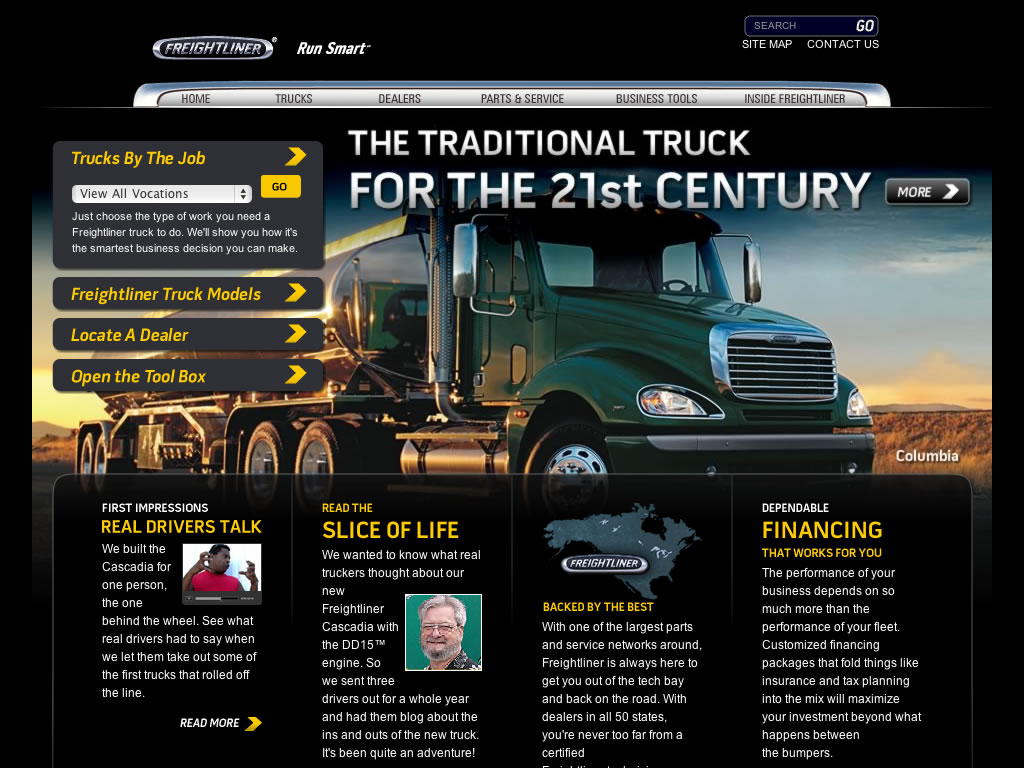 SEARCH
GO
SITE MAP
CONTACT US
FREIGHTLINER®
Run Smart™
HOME
TRUCKS
DEALERS
PARTS & SERVICE
BUSINESS TOOLS
INSIDE FREIGHTLINER
Trucks By The Job
View All Vocations
GO
Just choose the type of work you need a
Freightliner truck to do. We'll show you how it's
the smartest business decision you can make.
Freightliner Truck Models
Locate A Dealer
Open the Tool Box
THE TRADITIONAL TRUCK
FOR THE 21st CENTURY
MORE
Columbia
FIRST IMPRESSIONS
REAL DRIVERS TALK
We built the
Cascadia for
one person,
the one
behind the wheel. See what
real drivers had to say when
we let them take out some of
the first trucks that rolled off
the line.
READ MORE
READ THE
SLICE OF LIFE
We wanted to know what real
truckers thought about our
new
Freightliner
Cascadia with
the DD15™
engine. So
we sent three
drivers out for a whole year
and had them blog about the
ins and outs of the new truck.
It's been quite an adventure!
FREIGHTLINER
BACKED BY THE BEST
With one of the largest parts
and service networks around,
Freightliner is always here to
get you out of the tech bay
and back on the road. With
dealers in all 50 states,
you're never too far from a
certified
DEPENDABLE
FINANCING
THAT WORKS FOR YOU
The performance of your
business depends on so
much more than the
performance of your fleet.
Customized financing
packages that fold things like
insurance and tax planning
into the mix will maximize
your investment beyond what
happens between
the bumpers.